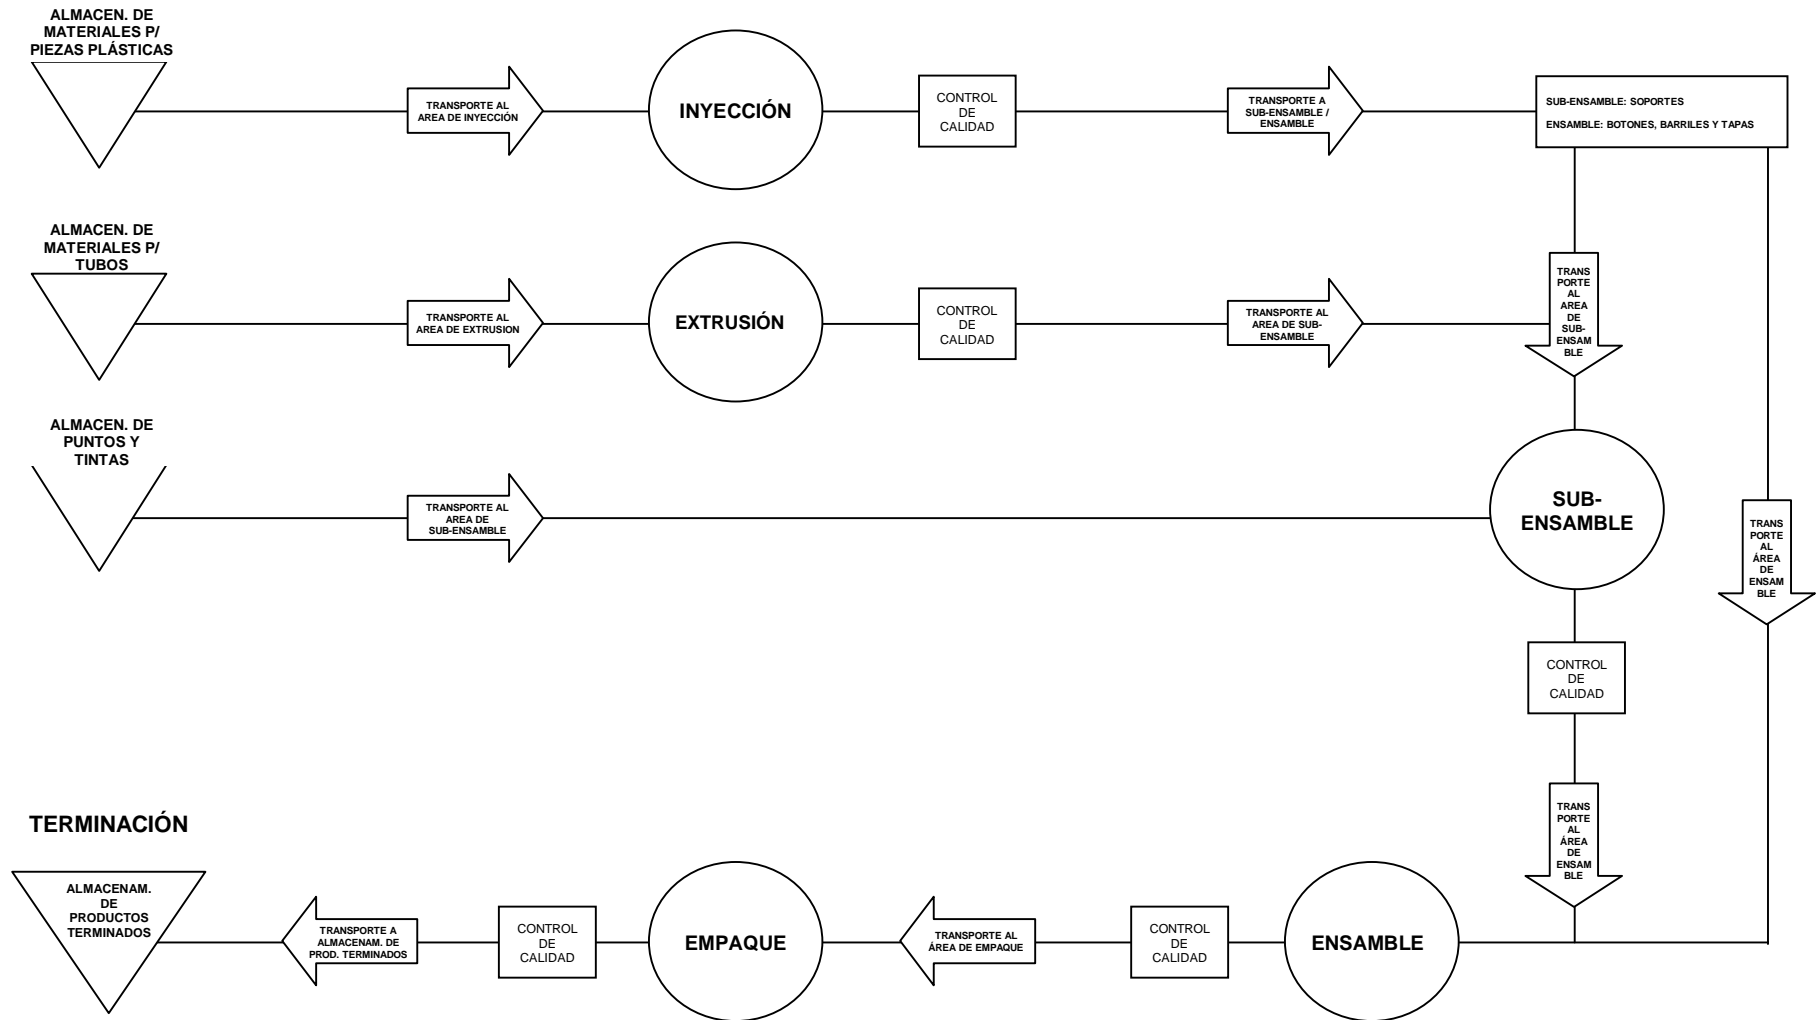 ALMACEN. DE
MATERIALES P/
PIEZAS PLÁSTICAS
TRANSPORTE AL
AREA DE INYECCIÓN
INYECCIÓN
CONTROL
DE
CALIDAD
TRANSPORTE A
SUB-ENSAMBLE /
ENSAMBLE
SUB-ENSAMBLE: SOPORTES
ENSAMBLE: BOTONES, BARRILES Y TAPAS
ALMACEN. DE
MATERIALES P/
TUBOS
TRANSPORTE AL
AREA DE EXTRUSION
EXTRUSIÓN
CONTROL
DE
CALIDAD
TRANSPORTE AL
AREA DE SUB-
ENSAMBLE
TRANS
PORTE
AL
AREA
DE
SUB-
ENSAM
BLE
ALMACEN. DE
PUNTOS Y
TINTAS
TRANSPORTE AL
AREA DE
SUB-ENSAMBLE
SUB-
ENSAMBLE
TRANS
PORTE
AL
ÁREA
DE
ENSAM
BLE
CONTROL
DE
CALIDAD
TRANS
PORTE
AL
ÁREA
DE
ENSAM
BLE
TERMINACIÓN
ALMACENAM.
DE
PRODUCTOS
TERMINADOS
TRANSPORTE A
ALMACENAM. DE
PROD. TERMINADOS
CONTROL
DE
CALIDAD
EMPAQUE
TRANSPORTE AL
ÁREA DE EMPAQUE
CONTROL
DE
CALIDAD
ENSAMBLE